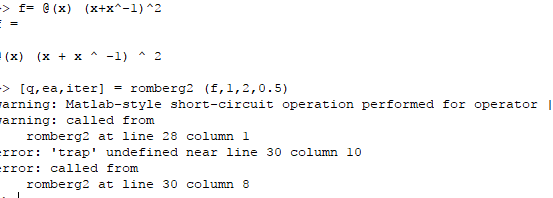 > f= @(x) (x+x^-1)^2
=
(x) (x + x ^ -1) ^ 2
> [q,ea,iter] = romberg2 (f,1,2,0.5)
warning: Matlab-style short-circuit operation performed for operator |
warning: called from
romberg2 at line 28 column 1
error: 'trap' undefined near line 30 column 10
error: called from
romberg2 at line 30 column 8